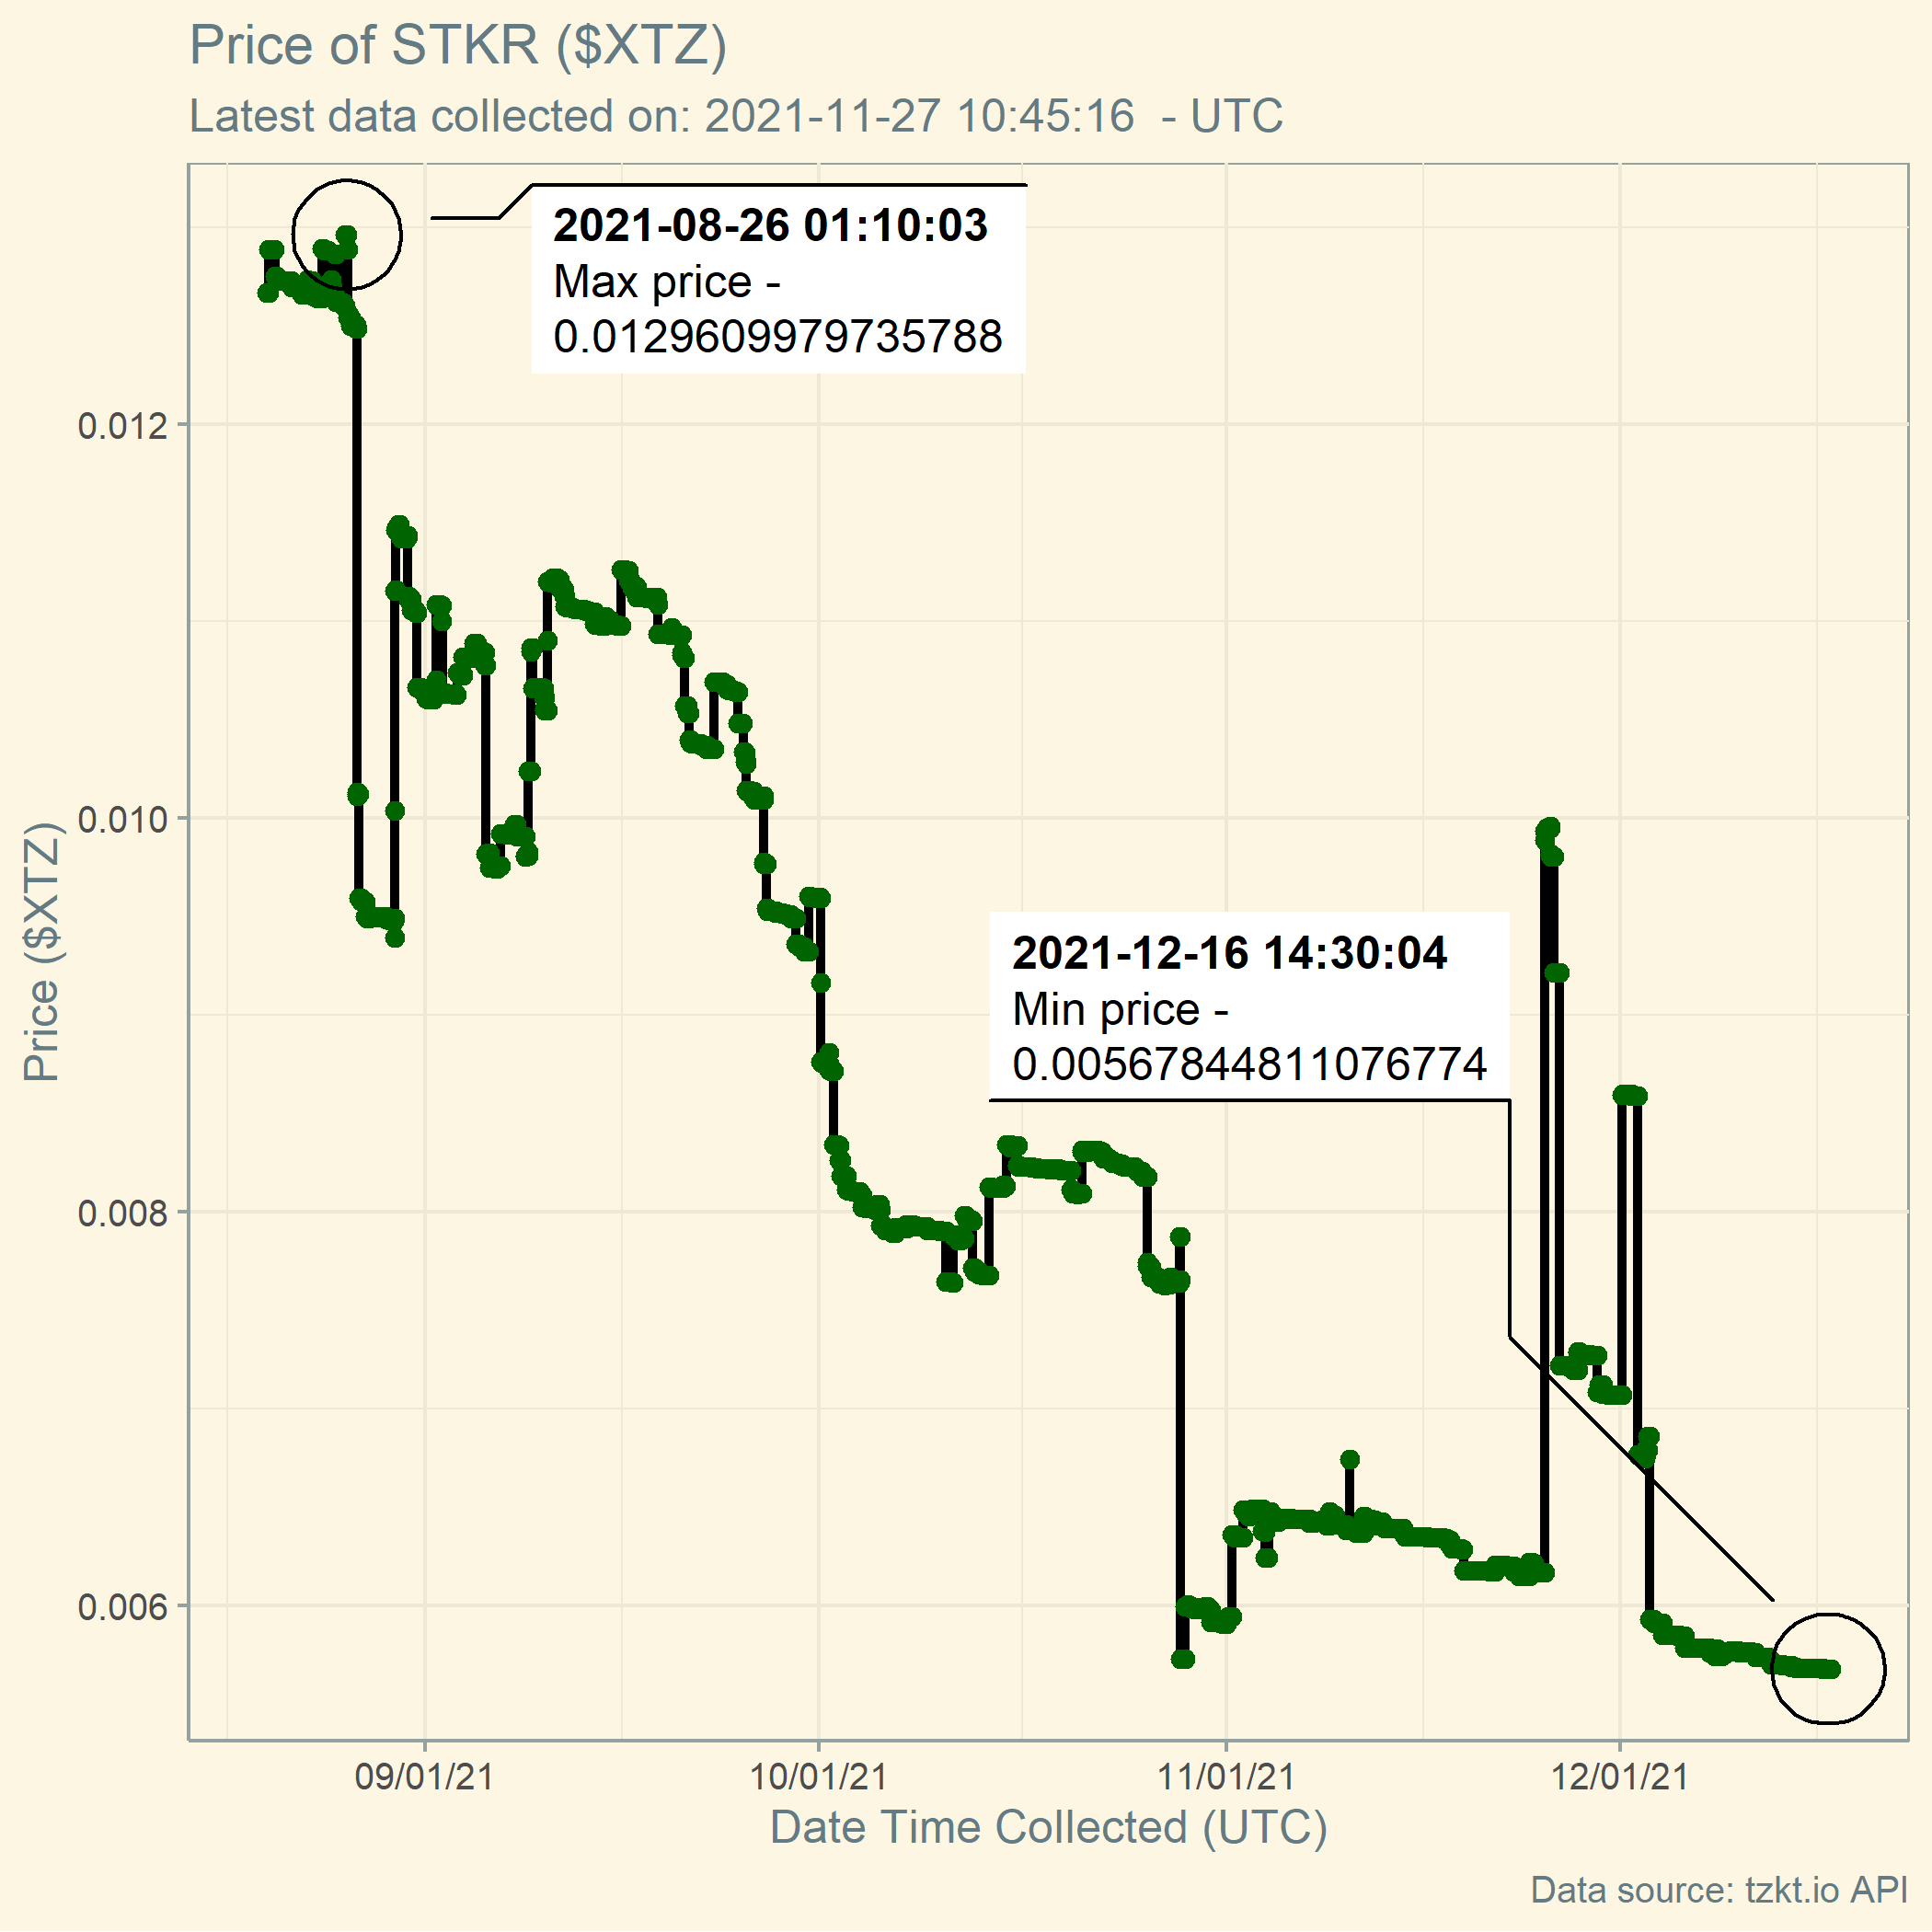 Price of STKR ($XTZ)
Latest data collected on: 2021-11-27 10:45:16  - UTC
2021-08-26 01:10:03
Max price -
0.0129609979735788
0.012
0.010
0.008
0.006
Price ($XTZ)
2021-12-16 14:30:04
Min price -
0.00567844811076774
09/01/21
10/01/21
11/01/21
12/01/21
Date Time Collected (UTC)
Data source: tzkt.io API